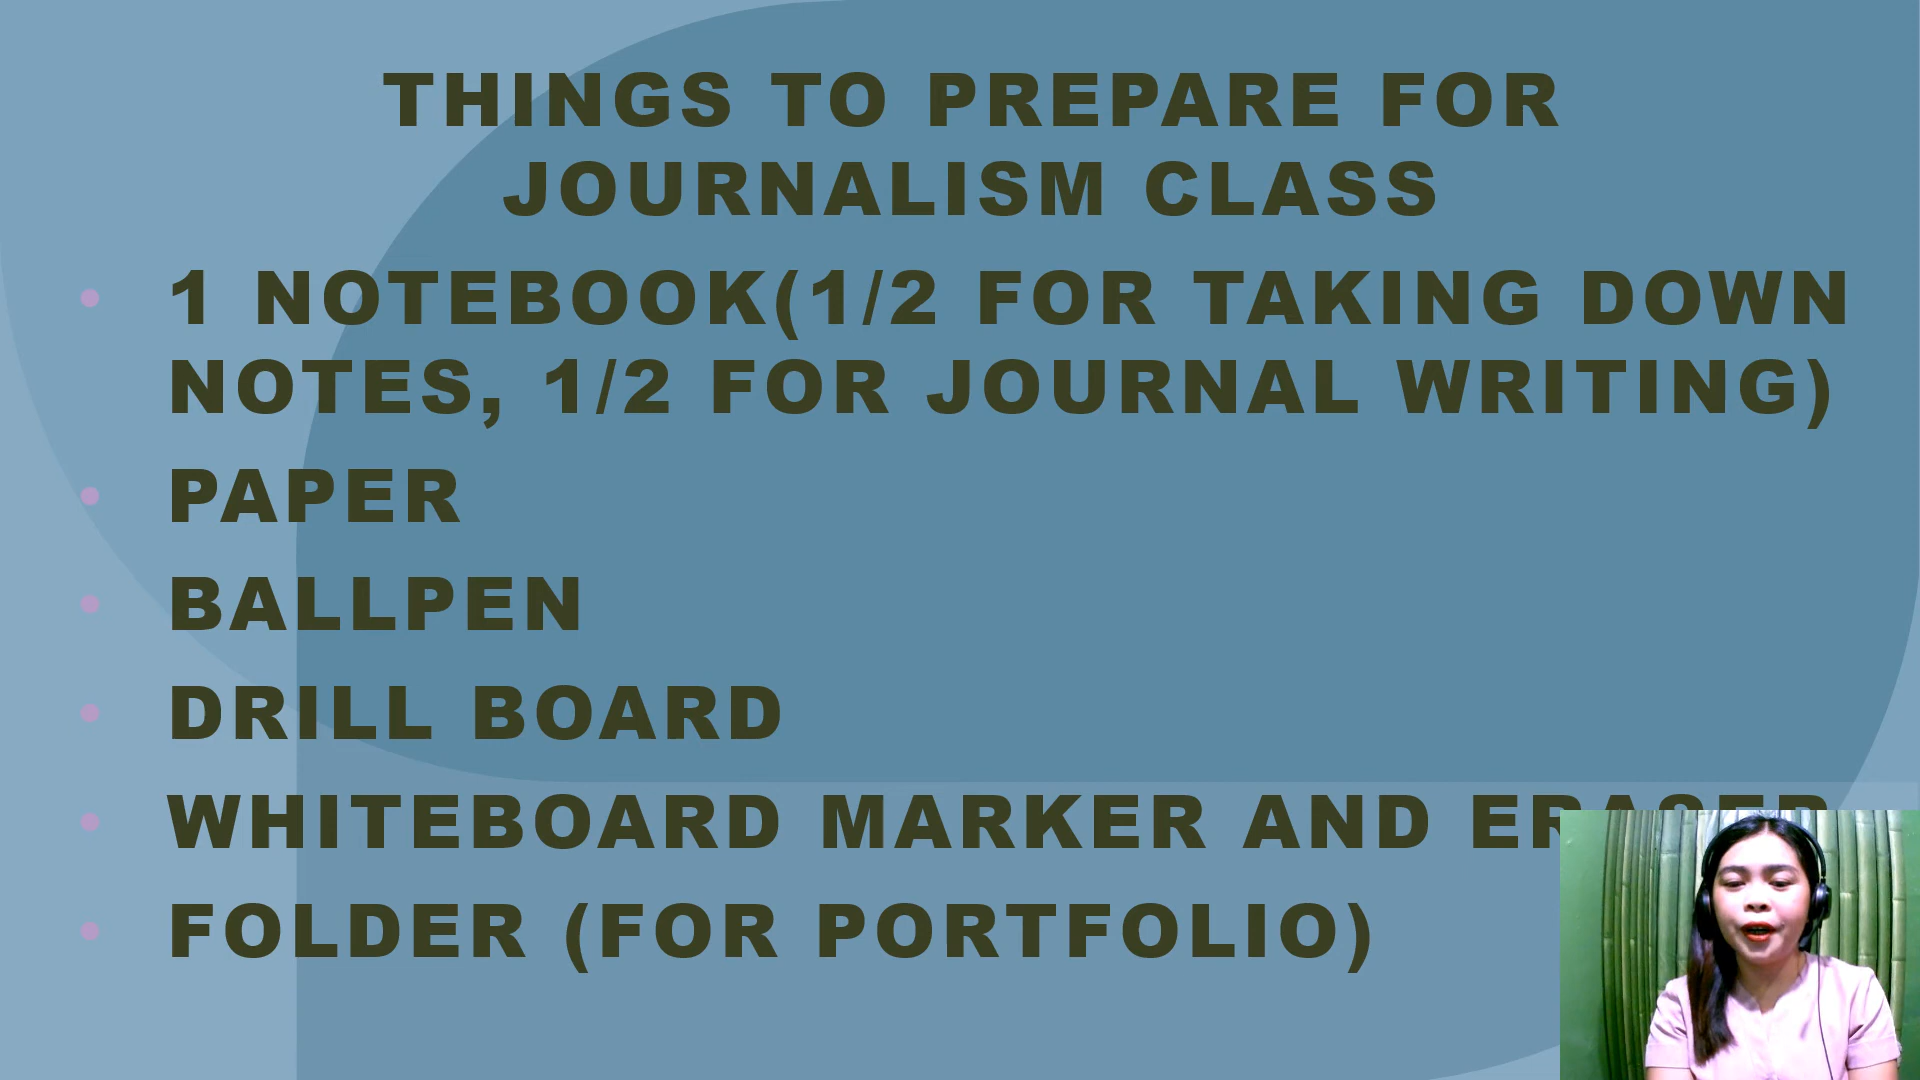 THINGS TO PREPARE FOR
JOURNALISM CLASS
• 1 NOTEBOOK(1/2 FOR TAKING DOWN
NOTES, 1/2 FOR JOURNAL WRITING)
• PAPER
• BALLPEN
• DRILL BOARD
• WHITEBOARD MARKER AND ERASER
• FOLDER (FOR PORTFOLIO)